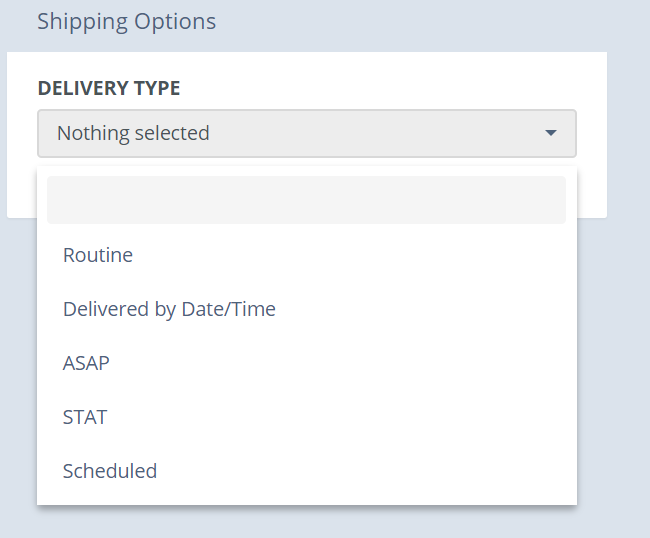 Shipping Options
DELIVERY TYPE
Nothing selected
Routine
Delivered by Date/Time
ASAP
STAT
Scheduled